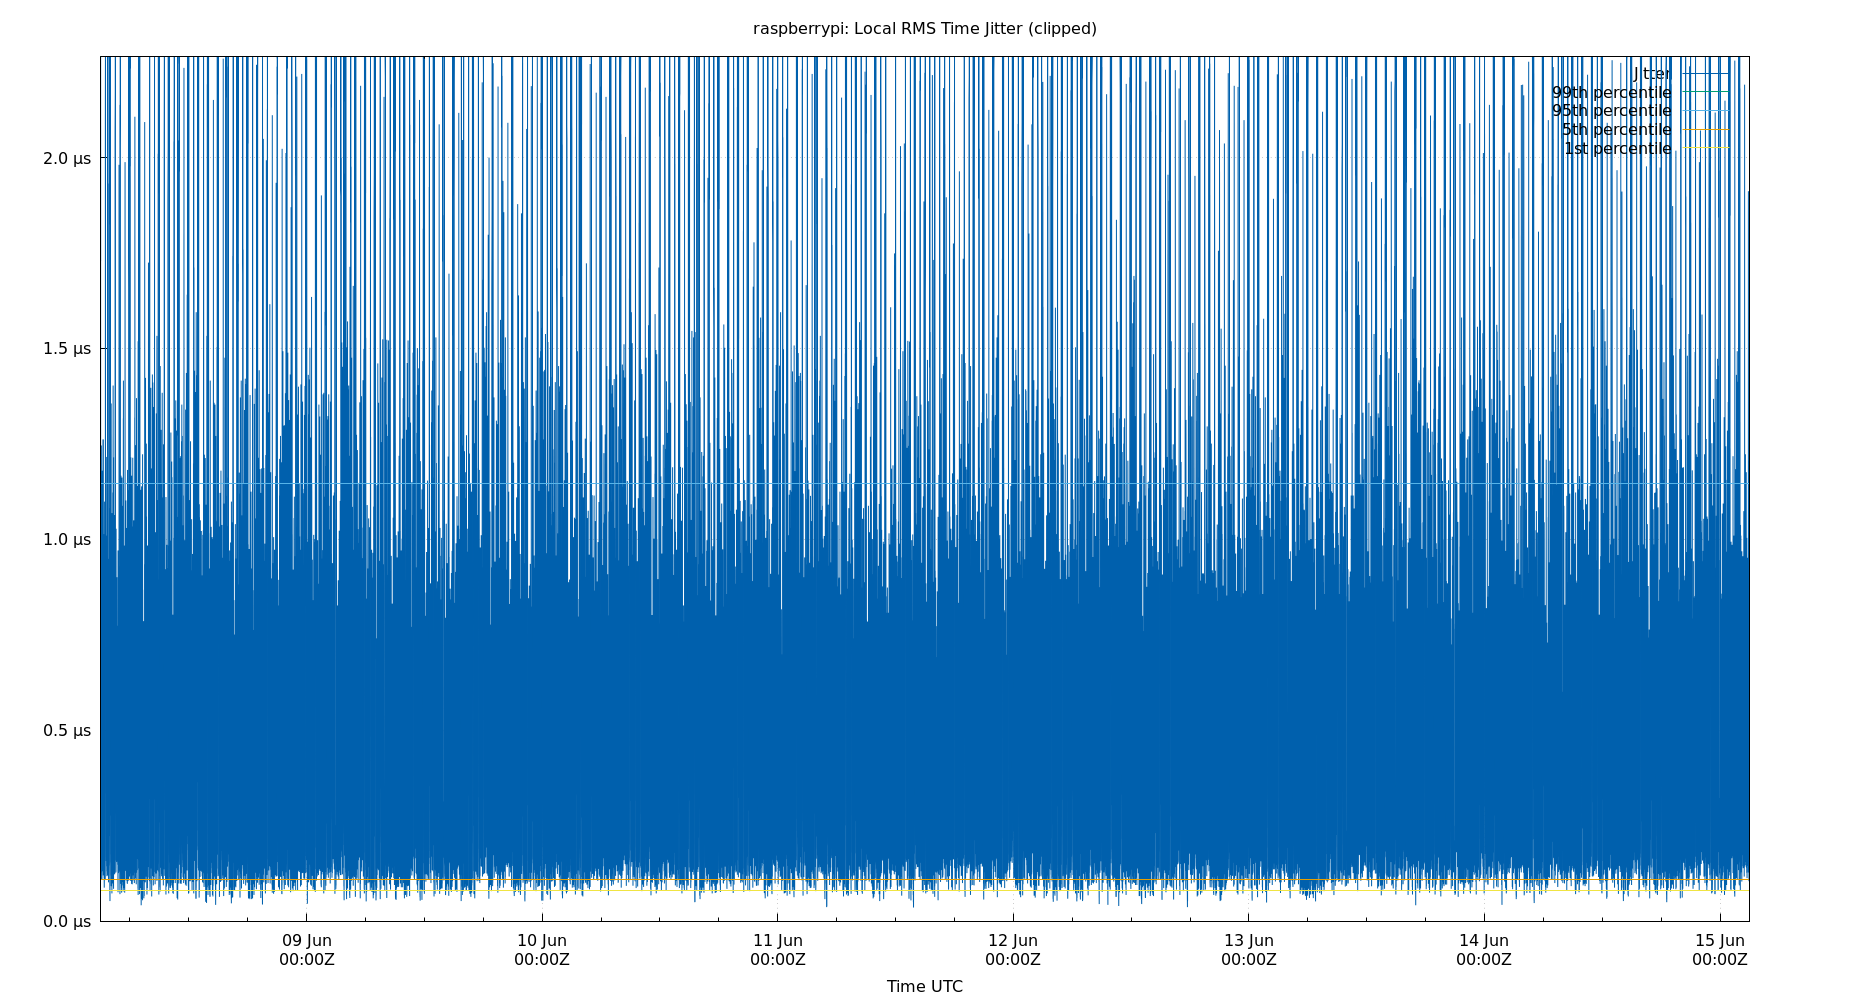 raspberrypi: Local RMS Time Jitter (clipped)
Jitter
99th percentile
95th percentile
5th percentile
1st percentile
2.0 µs
1.5 µs
1.0 µs
0.5 µs
0.0 µs
09 Jun 10 Jun 11 Jun 12 Jun 13 Jun 14 Jun 15 Jun
00:00Z 00:00Z 00:00Z 00:00Z 00:00Z 00:00Z 00:00Z
Time UTC